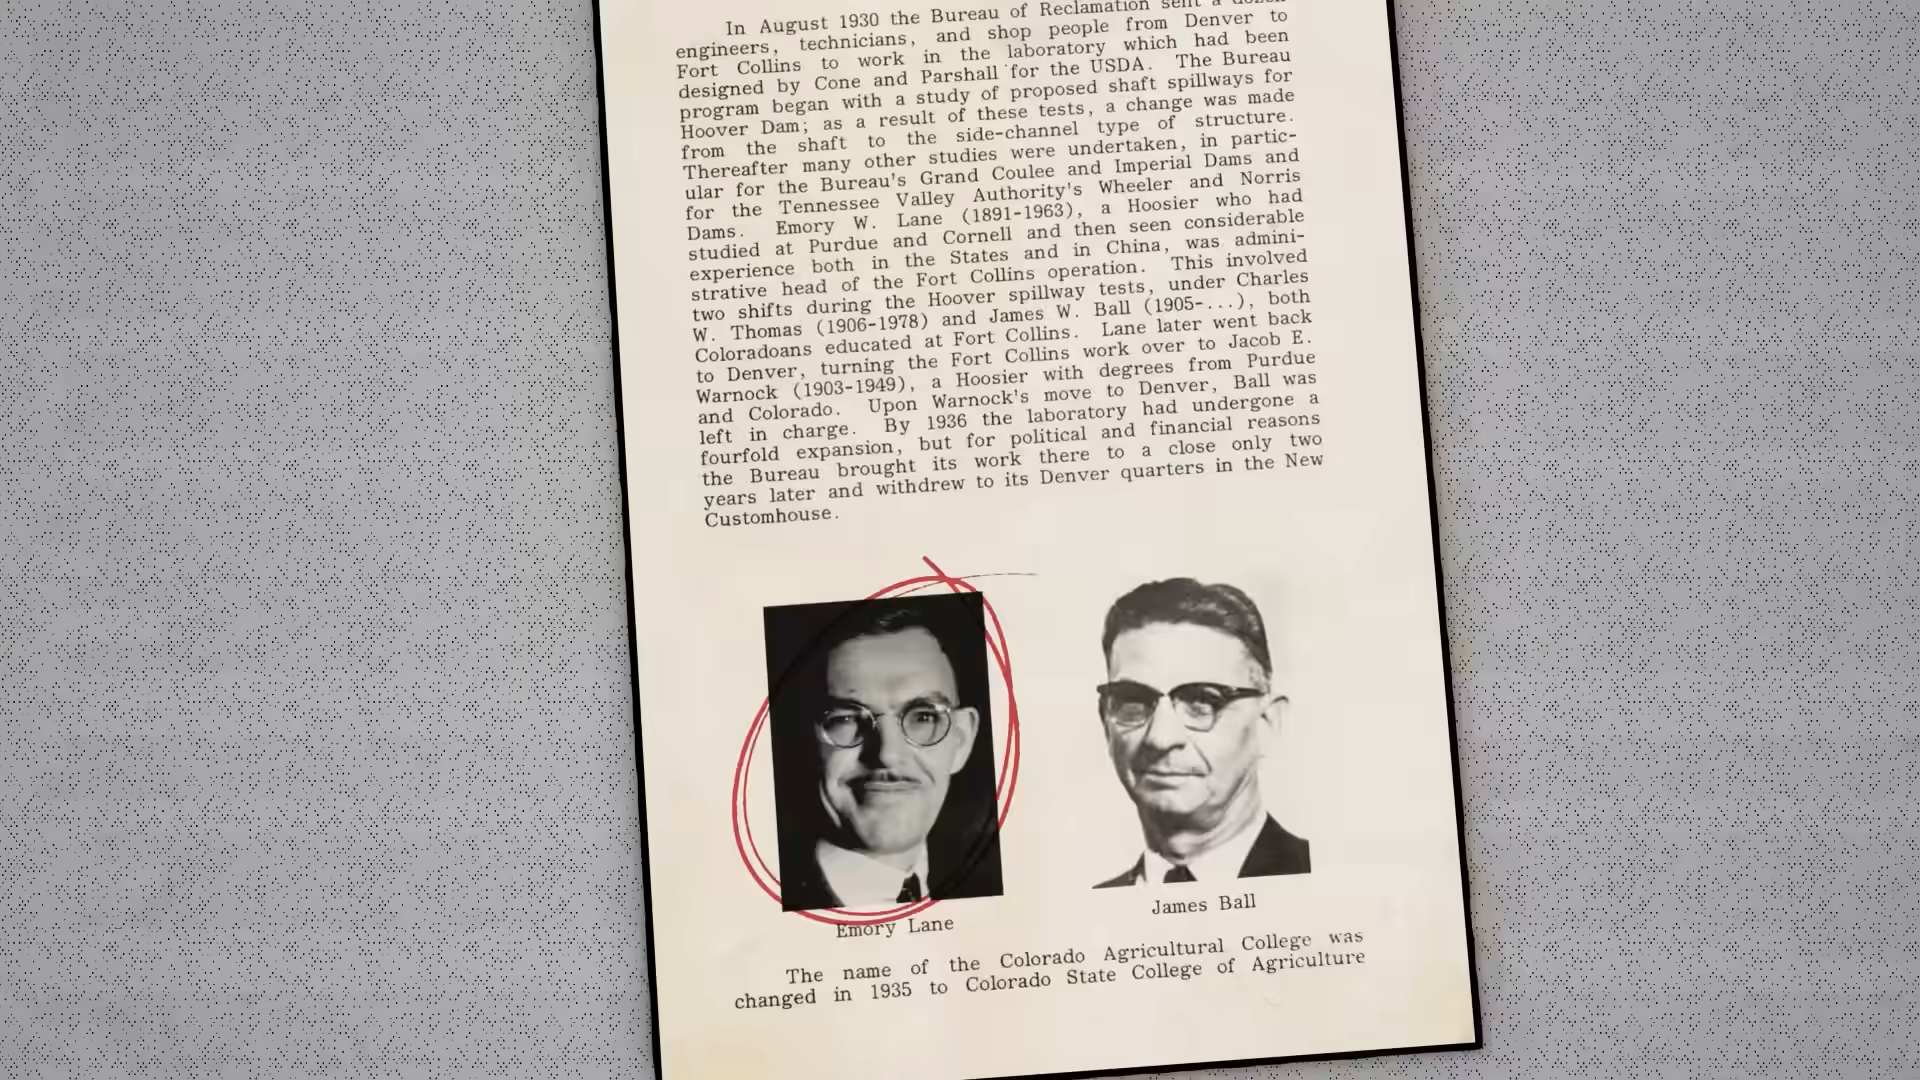 In August 1930 the Bureau of Reclamation sent a dozen
engineers, technicians, and shop people from Denver to
Fort Collins to work in the laboratory which had been
designed by Cone and Parshall for the USDA. The Bureau
program began with a study of proposed shaft spillways for
Hoover Dam; as a result of these tests, a change was made
from the shaft to the side-channel type of structure.
Thereafter many other studies were undertaken, in partic-
ular for the Bureau's Grand Coulee and Imperial Dams and
for the Tennessee Valley Authority's Wheeler and Norris
Dams. Emory W. Lane (1891-1963), a Hoosier who had
studied at Purdue and Cornell and then seen considerable
experience both in the States and in China, was admini-
strative head of the Fort Collins operation. This involved
two shifts during the Hoover spillway tests, under Charles
W. Thomas (1906-1978) and James W. Ball (1905-...), both
Coloradoans educated at Fort Collins. Lane later went back
to Denver, turning the Fort Collins work over to Jacob E.
Warnock (1903-1949), a Hoosier with degrees from Purdue
and Colorado. Upon Warnock's move to Denver, Ball was
left in charge. By 1936 the laboratory had undergone a
fourfold expansion, but for political and financial reasons
the Bureau brought its work there to a close only two
years later and withdrew to its Denver quarters in the New
Customhouse.
Emory Lane
James Ball
The name of the Colorado Agricultural College was
changed in 1935 to Colorado State College of Agriculture